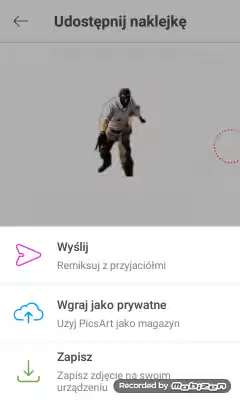 Udostępnij naklejkę
Wyślij
Remiksuj z przyjaciółmi
Wgraj jako prywatne
Użyj PicsArt jako magazyn
Zapisz
Zapisz zdjęcie na swoim
urządzeniu
Recorded by Mobizen